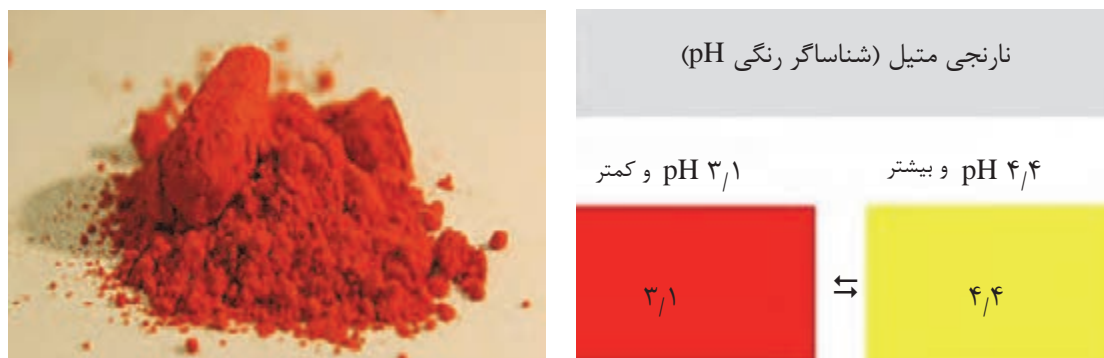 نارنجی متیل (شناساگر رنگی pH)
pH ۴٫۴ و بیشتر
pH ۳٫۱ و کمتر
۴٫۴
⇆
۳٫۱